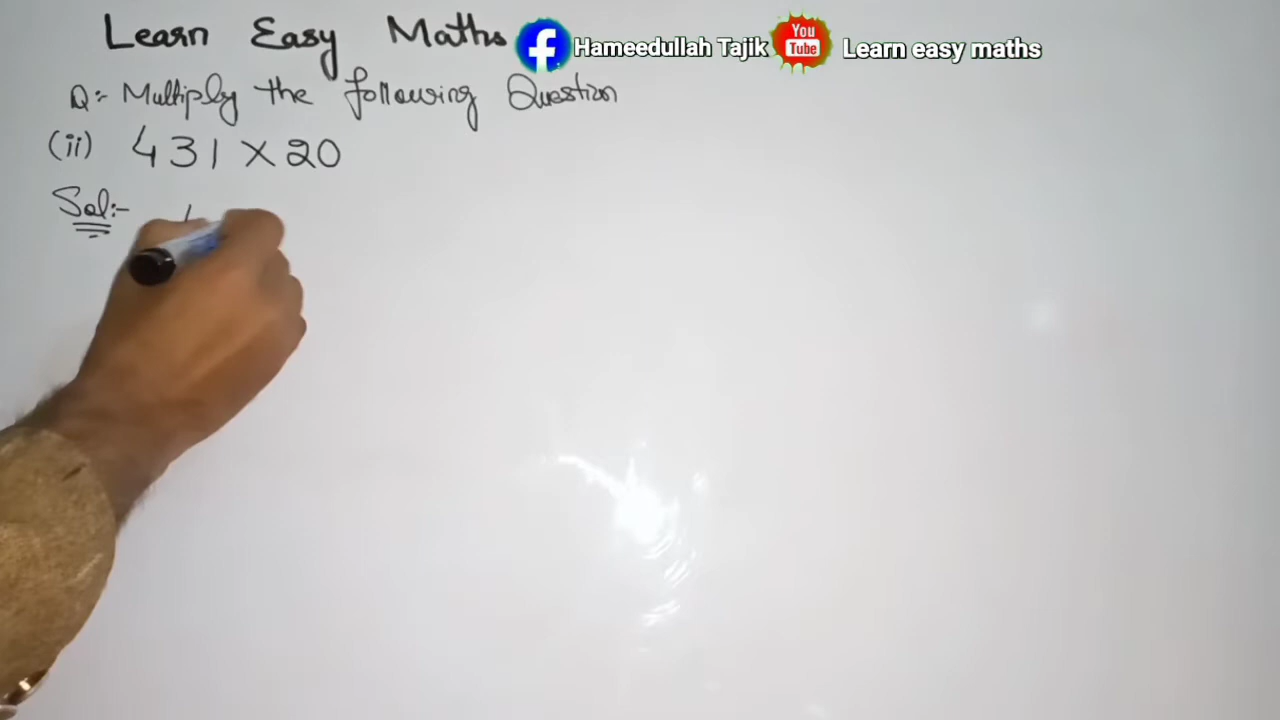 Learn Easy Maths
Hameedullah Tajik
You
Tube
Learn easy maths
Q:- Multiply the following Question
(ii) 431 × 20
Sol:-